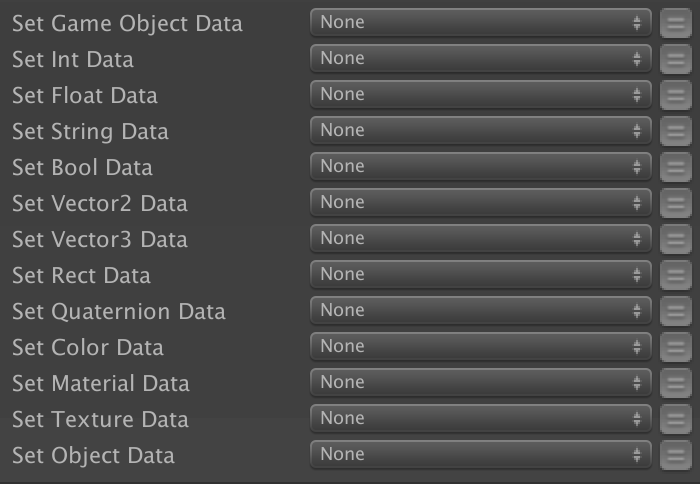 Set Game Object Data None
Set Int Data None
Set Float Data None
Set String Data None
Set Bool Data None
Set Vector2 Data None
Set Vector3 Data None
Set Rect Data None
Set Quaternion Data None
Set Color Data None
Set Material Data None
Set Texture Data None
Set Object Data None